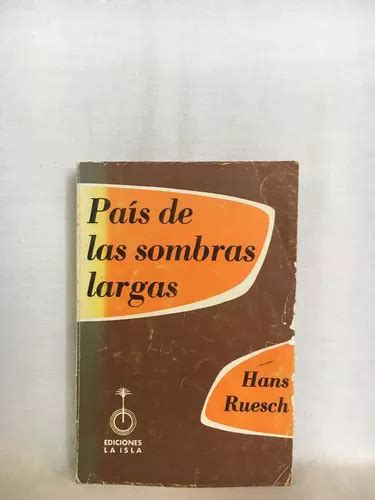 País de
las sombras
largas
Hans
Ruesch
EDICIONES
LA ISLA